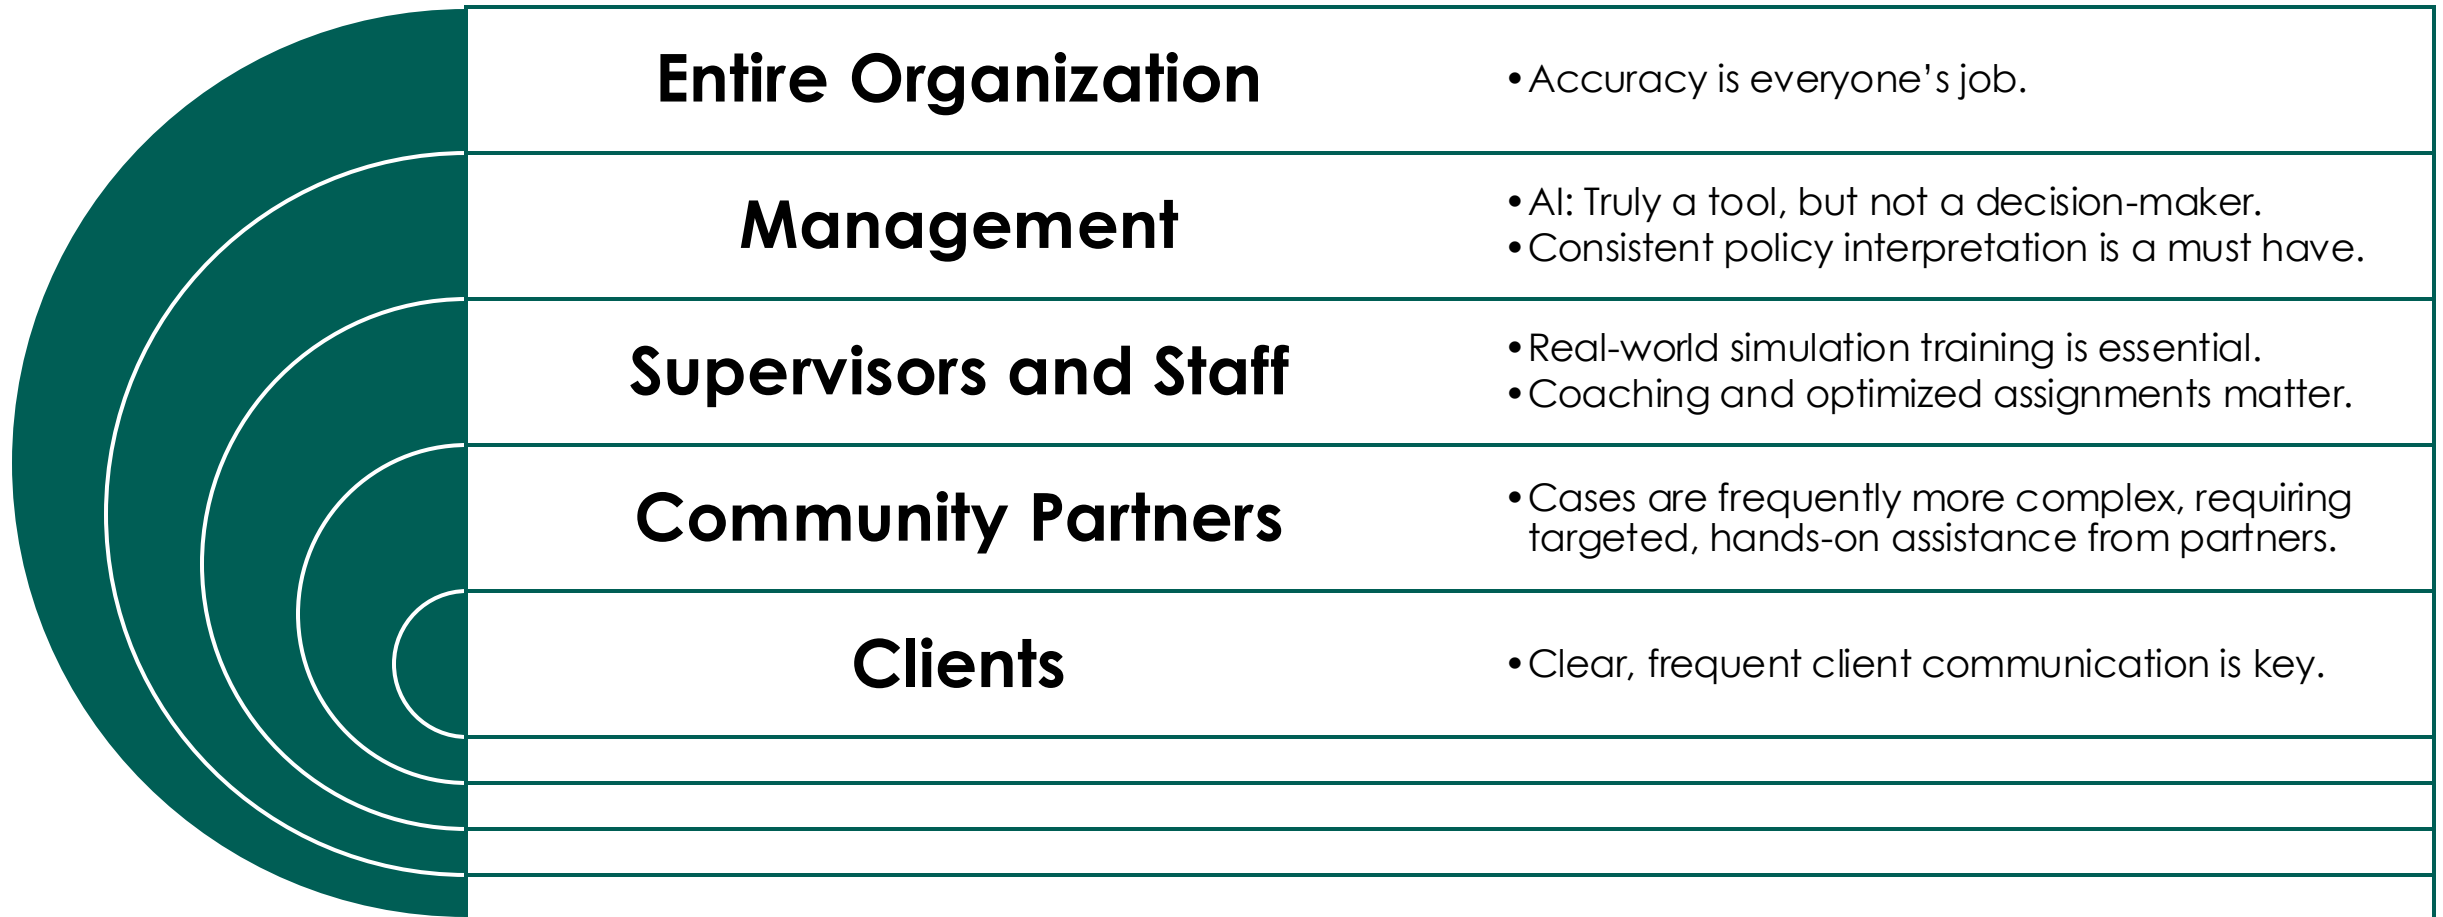 Entire Organization
•Accuracy is everyone’s job.
Management
•AI: Truly a tool, but not a decision-maker.
•Consistent policy interpretation is a must have.
Supervisors and Staff
•Real-world simulation training is essential.
•Coaching and optimized assignments matter.
Community Partners
•Cases are frequently more complex, requiring
targeted, hands-on assistance from partners.
Clients
•Clear, frequent client communication is key.